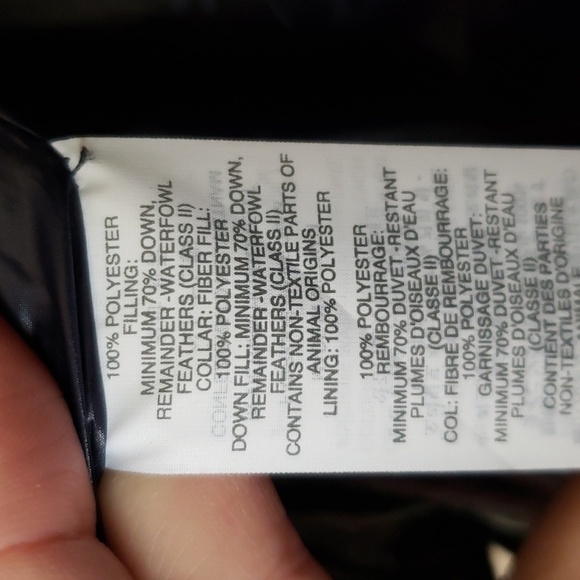 100% POLYESTER
FILLING:
MINIMUM 70% DOWN,
REMAINDER -WATERFOWL
FEATHERS (CLASS II)
COLLAR: FIBER FILL:
100% POLYESTER
DOWN FILL: MINIMUM 70% DOWN,
REMAINDER -WATERFOWL
FEATHERS (CLASS II)
CONTAINS NON-TEXTILE PARTS OF
ANIMAL ORIGINS
LINING: 100% POLYESTER
100% POLYESTER
REMBOURRAGE:
MINIMUM 70% DUVET -RESTANT
PLUMES D'OISEAUX D'EAU
(CLASSE II)
COL: FIBRE DE REMBOURRAGE:
100% POLYESTER
GARNISSAGE DUVET:
MINIMUM 70% DUVET -RESTANT
PLUMES D'OISEAUX D'EAU
(CLASSE II)
CONTIENT DES PARTIES
NON-TEXTILES D'ORIGINE